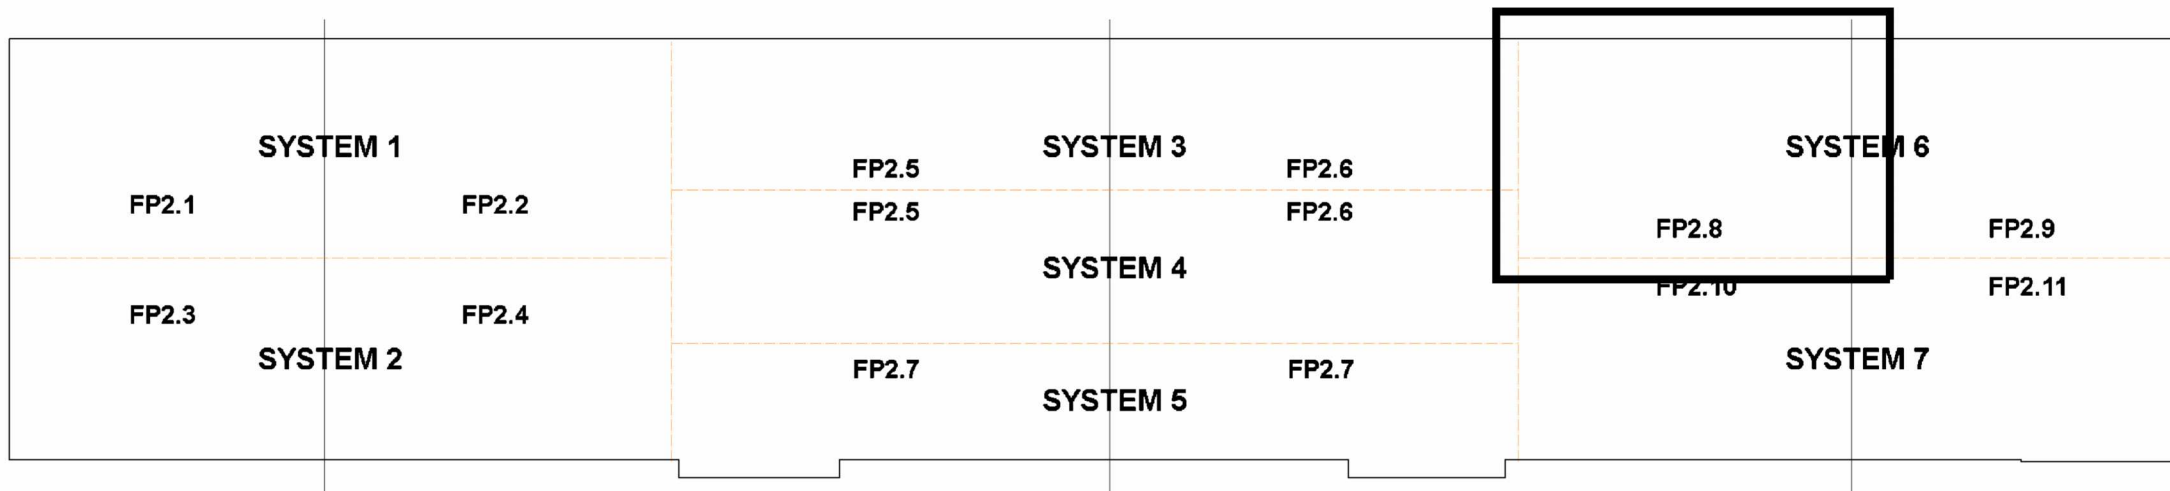 SYSTEM 1
FP2.1
FP2.2
FP2.3
FP2.4
SYSTEM 2
SYSTEM 3
FP2.5
FP2.6
FP2.5
FP2.6
SYSTEM 4
FP2.7
FP2.7
SYSTEM 5
SYSTEM 6
FP2.8
FP2.9
FP2.10
FP2.11
SYSTEM 7